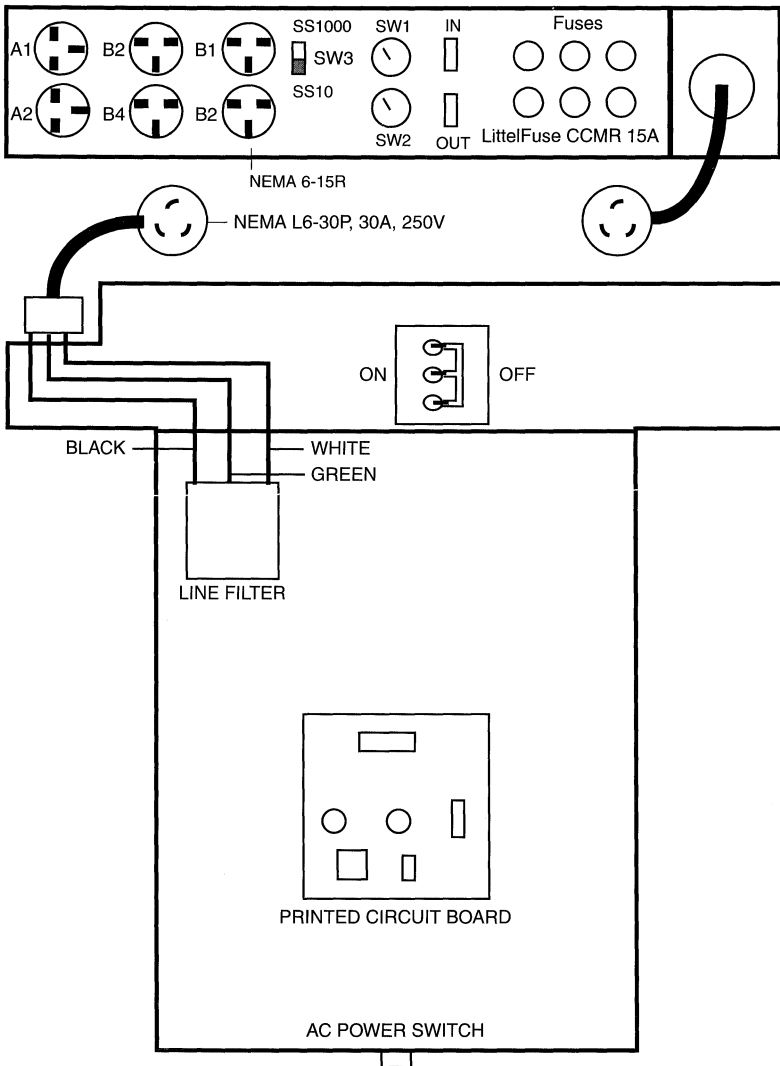 SS1000 SW1 IN Fuses
A1 B2 B1 SW3
SS10
A2 B4 B2
SW2 OUT LittelFuse CCMR 15A
NEMA 6-15R
NEMA L6-30P, 30A, 250V
ON OFF
BLACK WHITE
GREEN
LINE FILTER
PRINTED CIRCUIT BOARD
AC POWER SWITCH